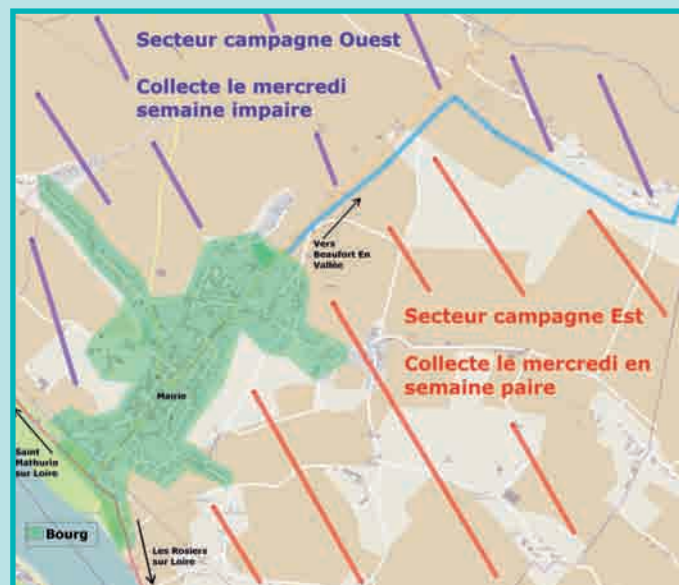 Secteur campagne Ouest
Collecte le mercredi
semaine impaire
Vers
Beaufort En
Vallée
Secteur campagne Est
Collecte le mercredi en
semaine paire
Mairie
Saint
Mathurin
sur Loire
Bourg
Les Rosiers
sur Loire